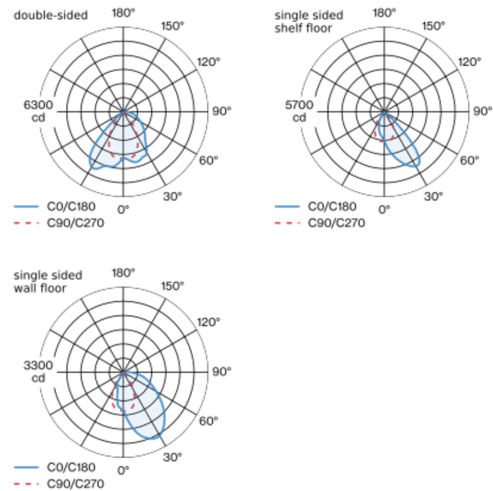 double-sided
180°
150°
120°
6300
cd
90°
60°
30°
0°
C0/C180
C90/C270
single sided
shelf floor
180°
150°
120°
5700
cd
90°
60°
30°
0°
C0/C180
C90/C270
single sided
wall floor
180°
150°
120°
3300
cd
90°
60°
30°
0°
C0/C180
C90/C270